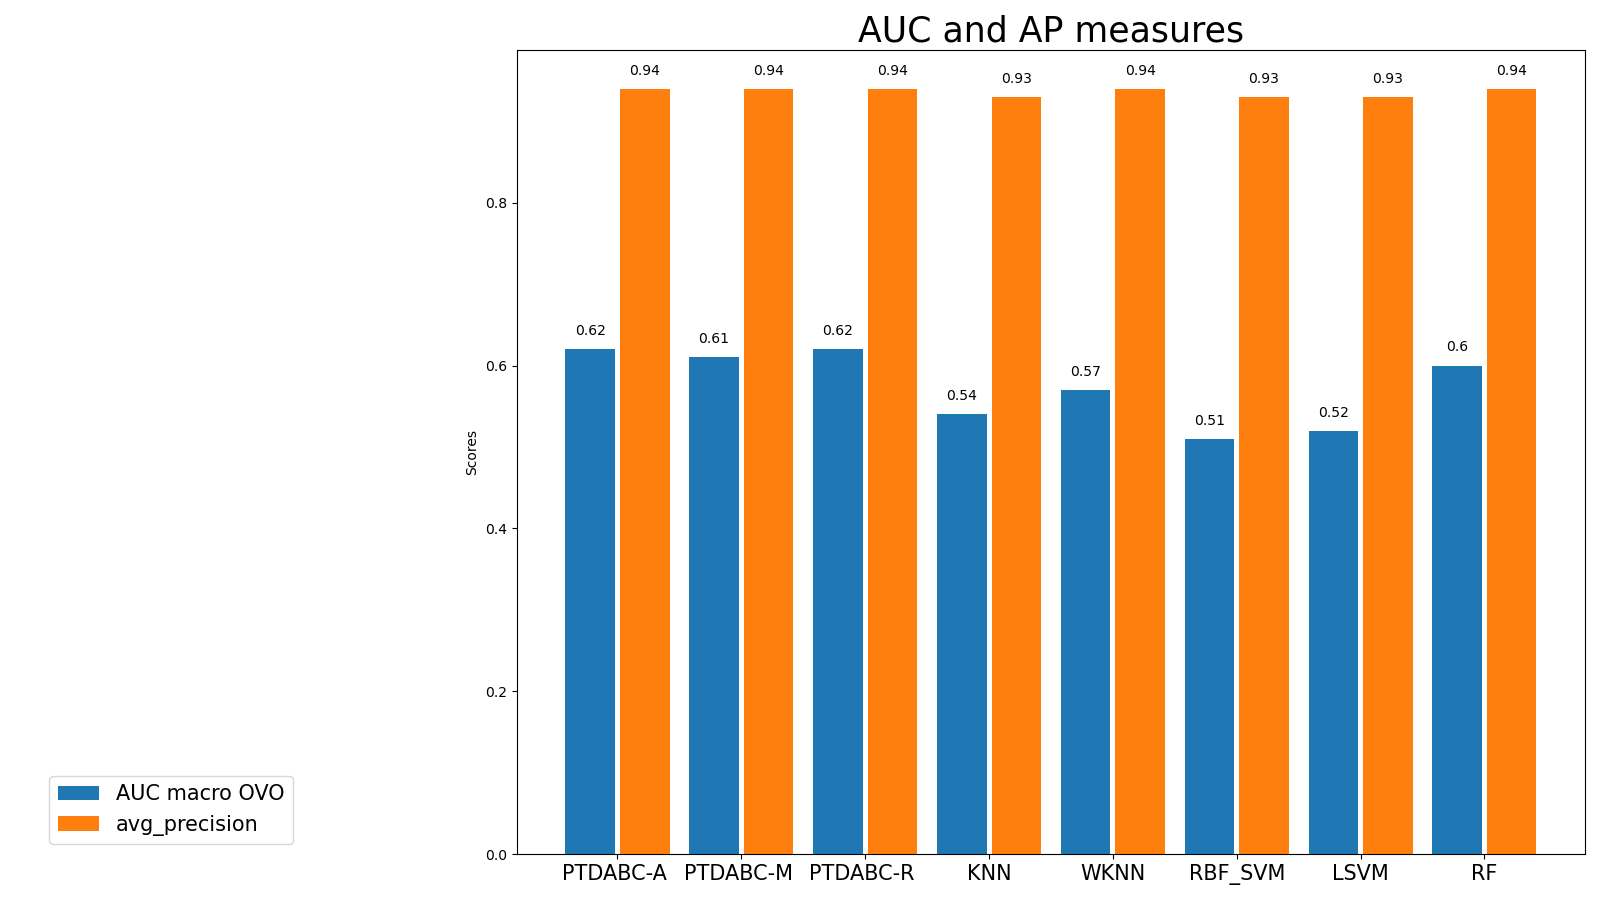 AUC and AP measures
0.94 0.94 0.94 0.93 0.94 0.93 0.93 0.94
0.8
0.62 0.61 0.62 0.54 0.57 0.51 0.52 0.6
0.6
Scores
0.4
0.2
0.0
PTDABC-A PTDABC-M PTDABC-R KNN WKNN RBF_SVM LSVM RF
AUC macro OVO
avg_precision